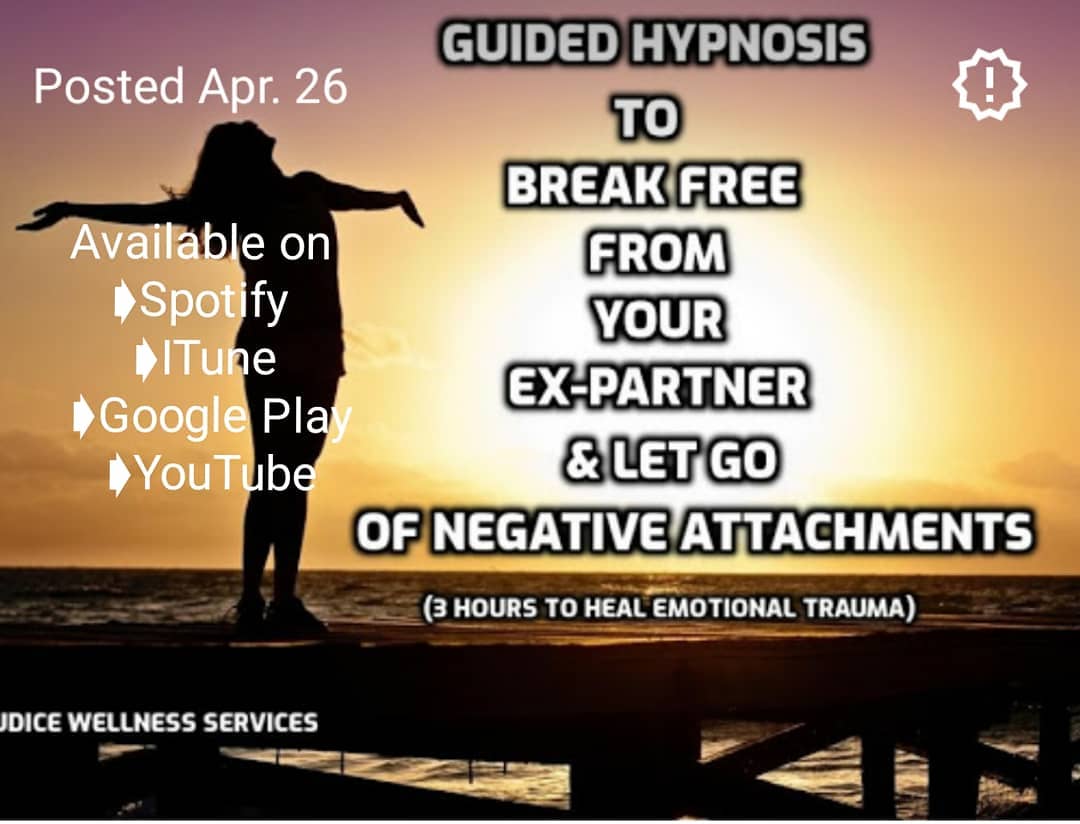 Posted Apr. 26
Available on
➧Spotify
➧ITune
➧Google Play
➧YouTube
GUIDED HYPNOSIS
TO
BREAK FREE
FROM
YOUR
EX-PARTNER
& LET GO
OF NEGATIVE ATTACHMENTS
(3 HOURS TO HEAL EMOTIONAL TRAUMA)
UDICE WELLNESS SERVICES